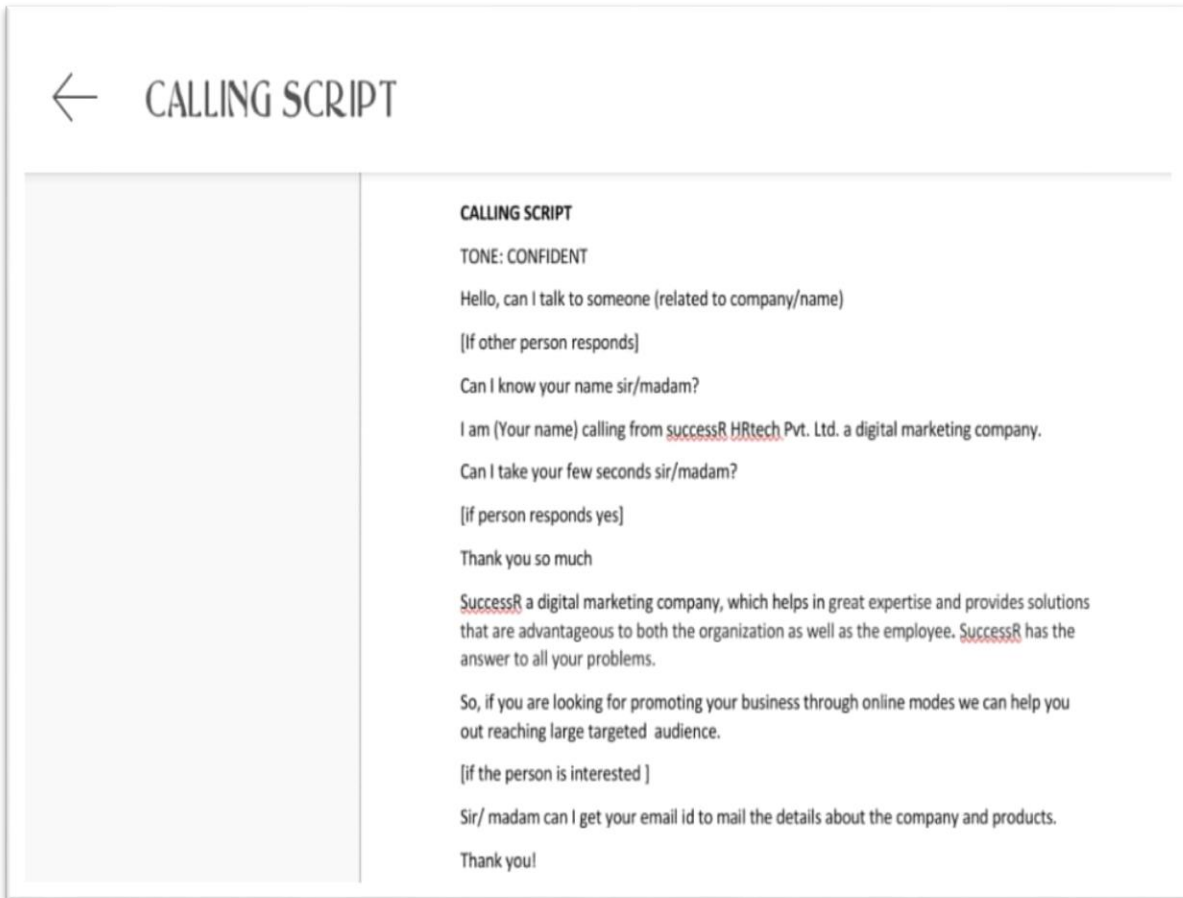 CALLING SCRIPT
CALLING SCRIPT
TONE: CONFIDENT
Hello, can I talk to someone (related to company/name)
[If other person responds]
Can I know your name sir/madam?
I am (Your name) calling from successR HRtech Pvt. Ltd. a digital marketing company.
Can I take your few seconds sir/madam?
[if person responds yes]
Thank you so much
SuccessR a digital marketing company, which helps in great expertise and provides solutions
that are advantageous to both the organization as well as the employee. SuccessR has the
answer to all your problems.
So, if you are looking for promoting your business through online modes we can help you
out reaching large targeted  audience.
[if the person is interested ]
Sir/ madam can I get your email id to mail the details about the company and products.
Thank you!